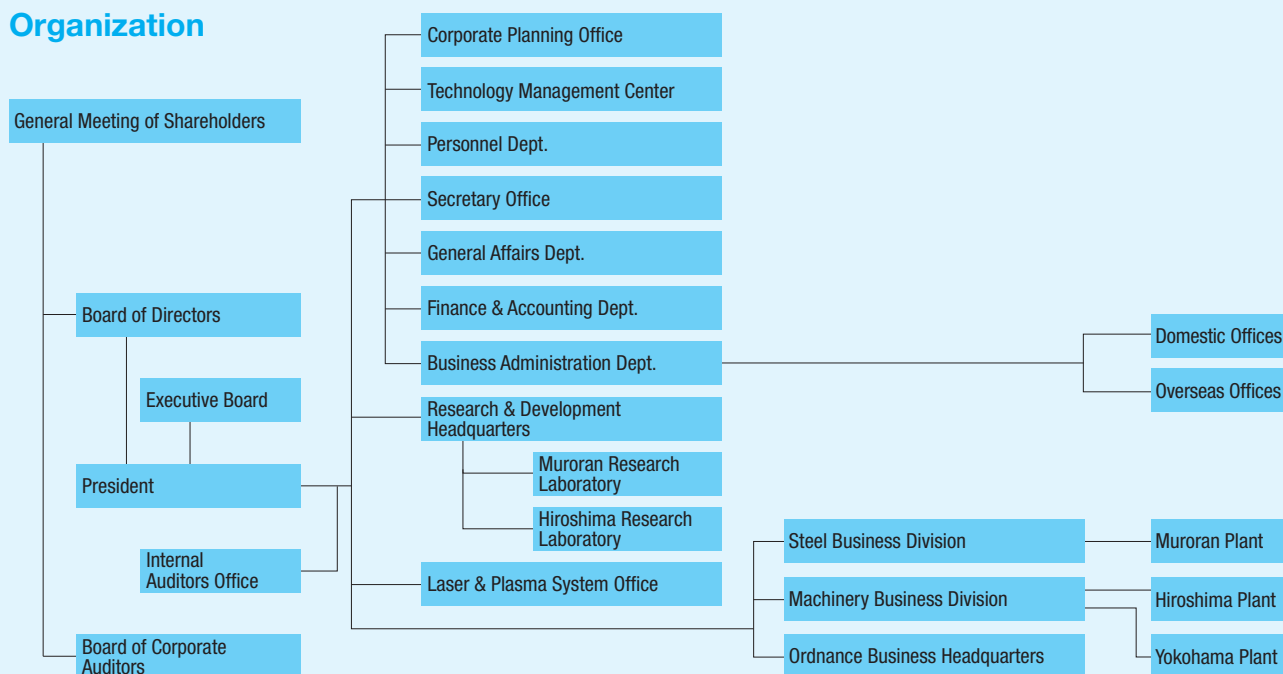 Organization
General Meeting of Shareholders
Board of Directors
Executive Board
President
Internal
Auditors Office
Board of Corporate
Auditors
Corporate Planning Office
Technology Management Center
Personnel Dept.
Secretary Office
General Affairs Dept.
Finance & Accounting Dept.
Business Administration Dept.
Research & Development
Headquarters
Muroran Research
Laboratory
Hiroshima Research
Laboratory
Laser & Plasma System Office
Domestic Offices
Overseas Offices
Steel Business Division
Machinery Business Division
Ordnance Business Headquarters
Muroran Plant
Hiroshima Plant
Yokohama Plant